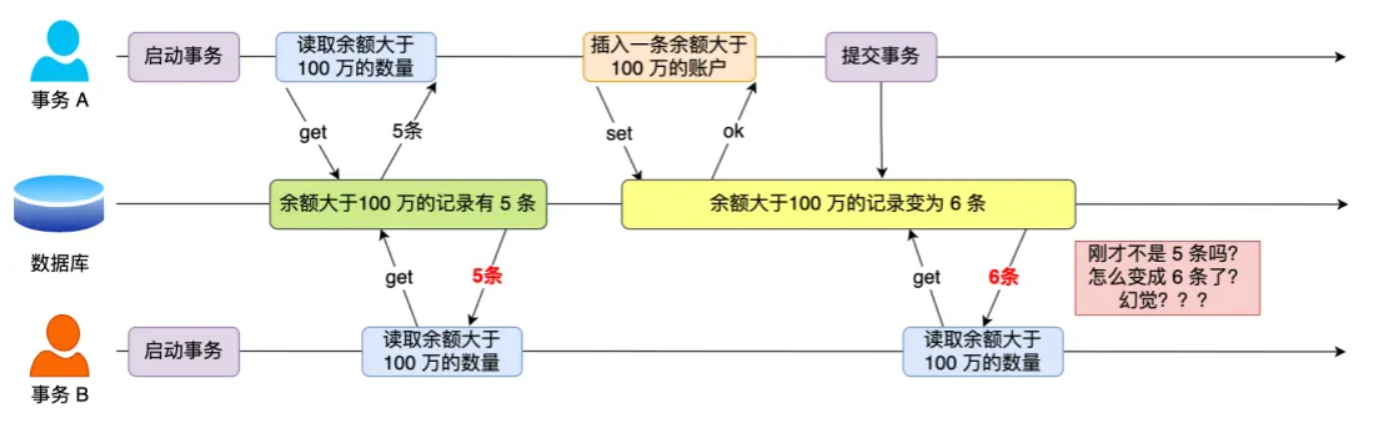 启动事务
读取余额大于
100 万的数量
插入一条余额大于
100 万的账户
提交事务
事务 A
get
5条
set
ok
余额大于100 万的记录有 5 条
余额大于100 万的记录变为 6 条
数据库
get
5条
get
6条
刚才不是 5 条吗？
怎么变成 6 条了？
幻觉？？？
启动事务
读取余额大于
100 万的数量
读取余额大于
100 万的数量
事务 B